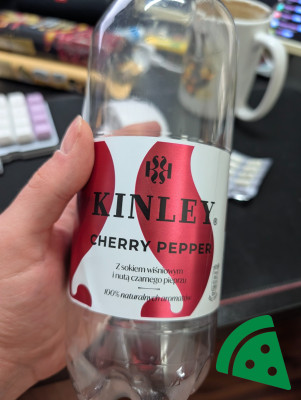 KINLEY®
CHERRY PEPPER
Z sokiem wiśniowym
i nutą czarnego pieprzu
100% naturalnych aromatów